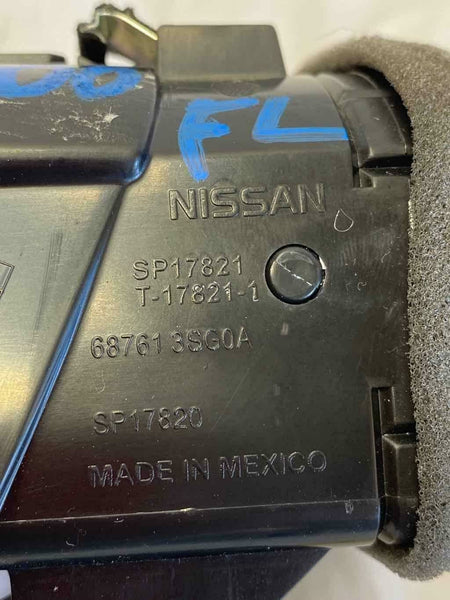 FL
NISSAN
SP17821
T-17821-1
68761 3SG0A
SP17820
MADE IN MEXICO